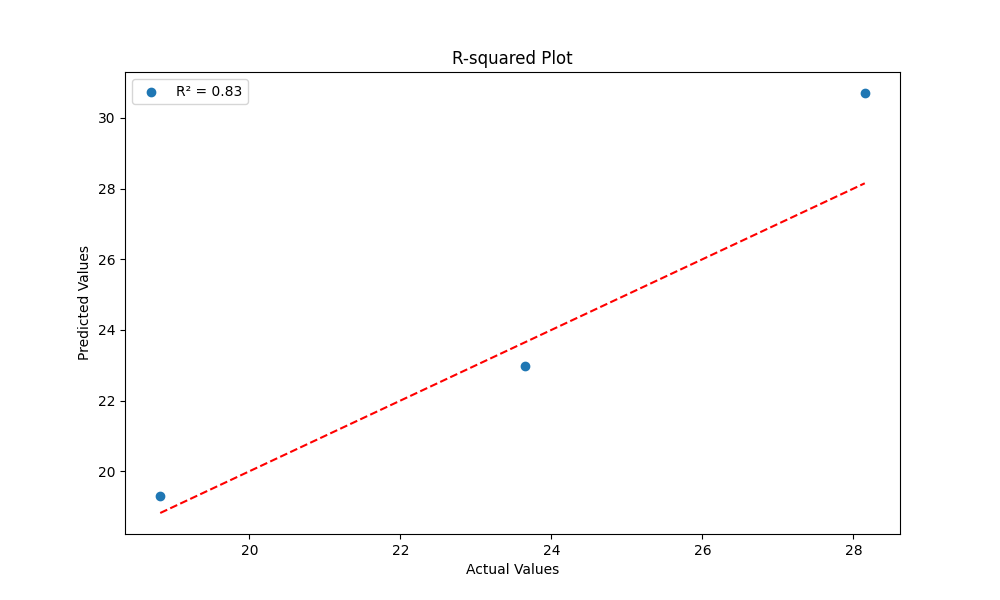 R-squared Plot
R² = 0.83
30
28
26
24
22
20
Predicted Values
20 22 24 26 28
Actual Values